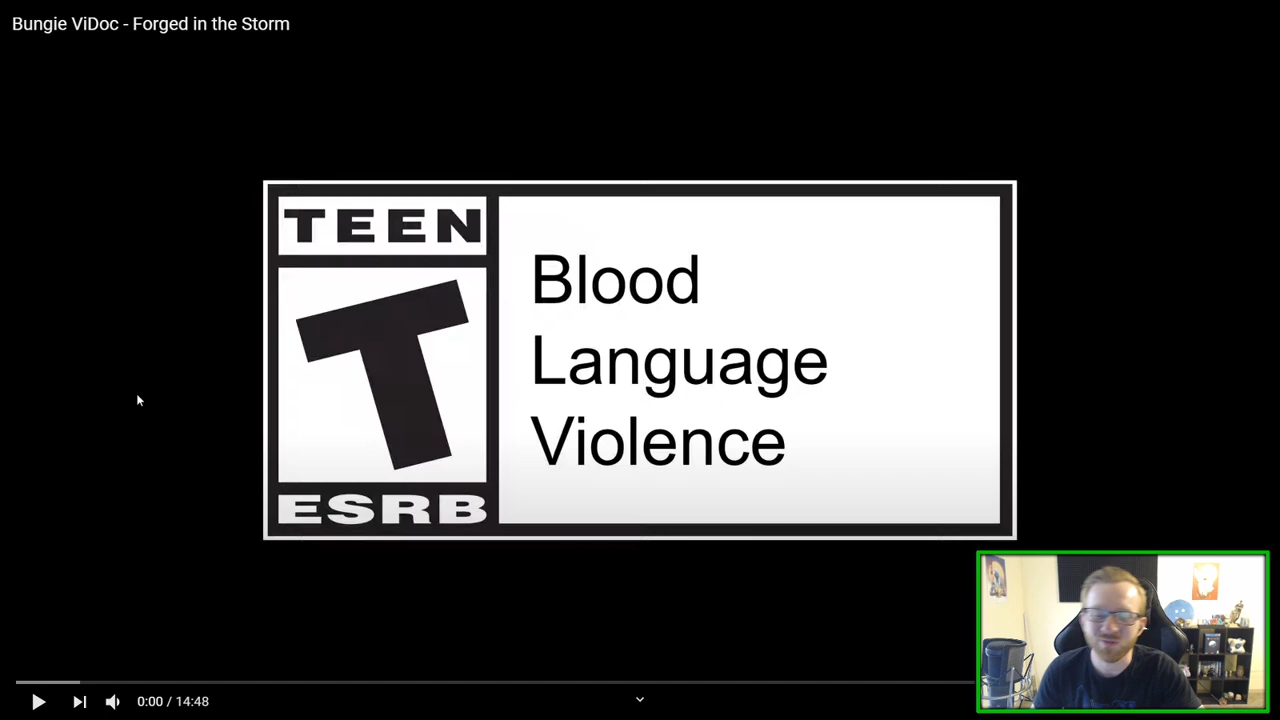 Bungie ViDoc - Forged in the Storm
TEEN
T
ESRB
Blood
Language
Violence
0:00 / 14:48